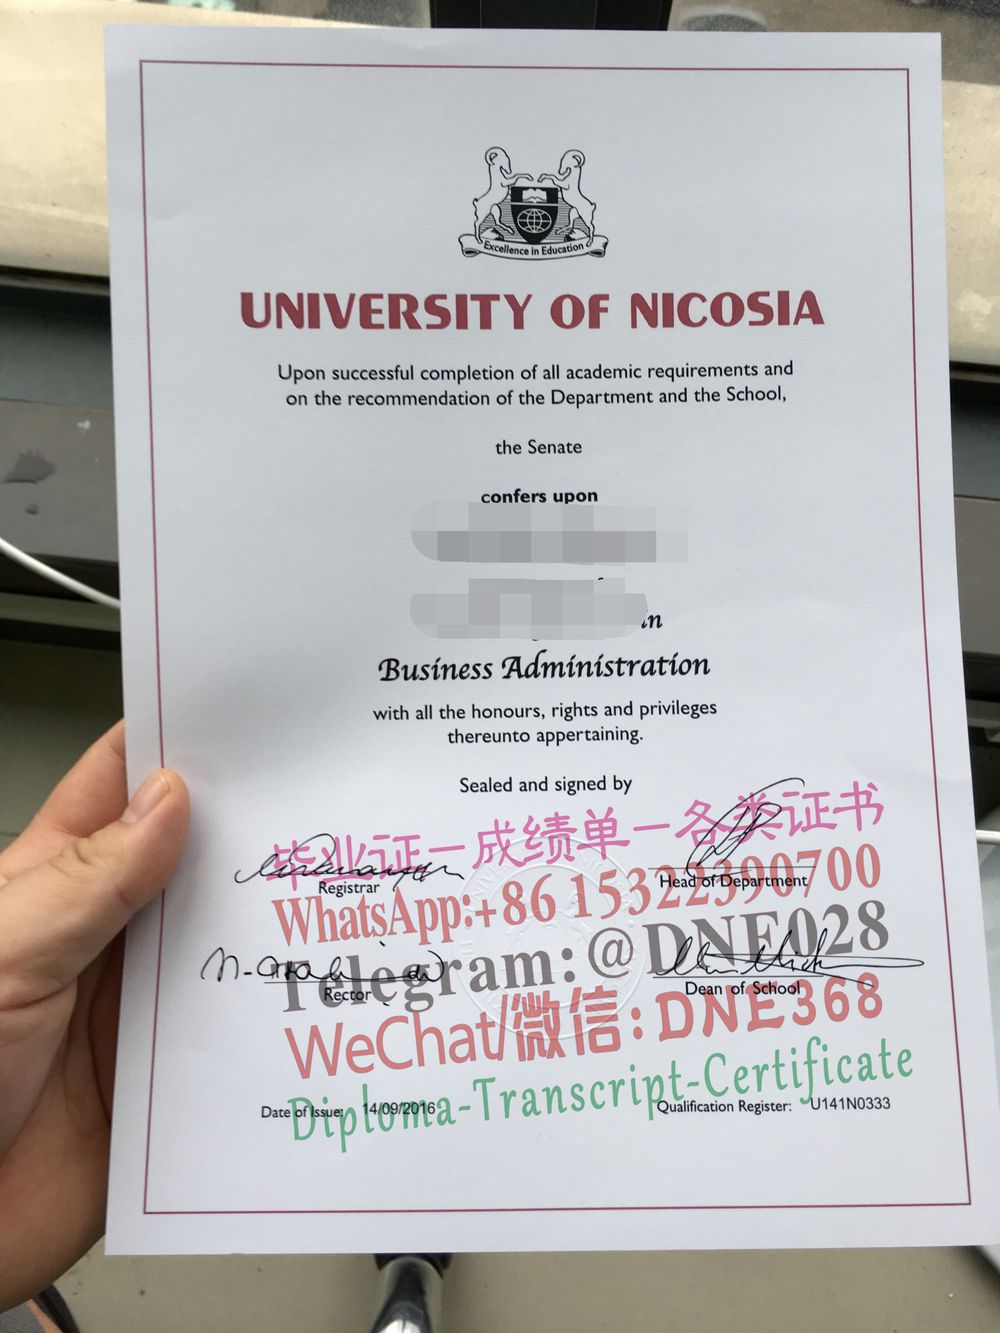 Excellence in Education
UNIVERSITY OF NICOSIA
Upon successful completion of all academic requirements and
on the recommendation of the Department and the School,
the Senate
confers upon
in
Business Administration
with all the honours, rights and privileges
thereunto appertaining.
Sealed and signed by
毕业证－成绩单－各类证书
Registrar
Head of Department
WhatsApp:+86 15322390700
Telegram:@DNE028
Rector
Dean of School
WeChat/微信:DNE368
Diploma-Transcript-Certificate
Date of Issue: 14/09/2016
Qualification Register: U141N0333